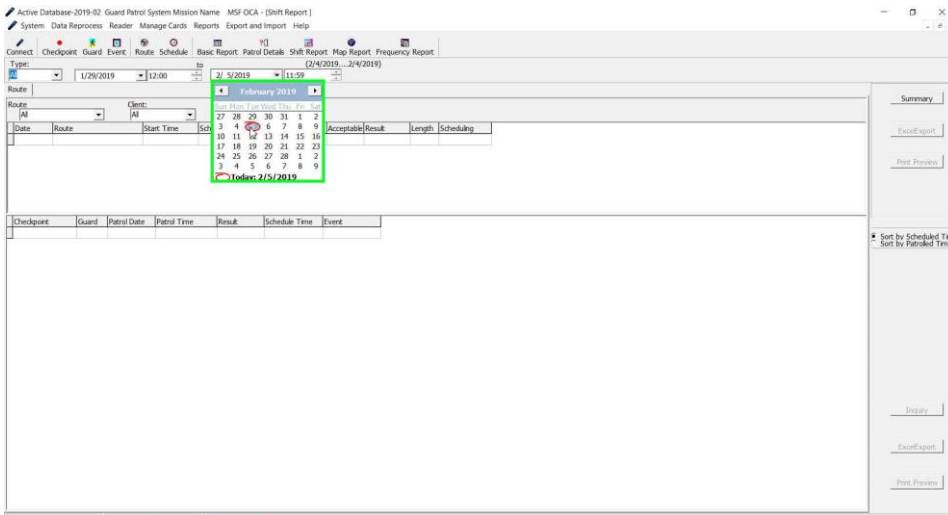 Active Database-2019-02 Guard Patrol System Mission Name MSF OCA - [Shift Report ]
System Data Reprocess Reader Manage Cards Reports Export and Import Help
Connect Checkpoint Guard Event Route Schedule Basic Report Patrol Details Shift Report Map Report Frequency Report
Type: to (2/4/2019....2/4/2019)
All 1/29/2019 12:00 2/ 5/2019 11:59
Route
February 2019
Summary
Route Client:
Sun Mon Tue Wed Thu Fri Sat
All All
27 28 29 30 31 1 2
Date Route Start Time Sch 3 4 6 7 8 9 Acceptable Result Length Scheduling
10 11 12 13 14 15 16
ExcelExport
17 18 19 20 21 22 23
24 25 26 27 28 1 2
Print Preview
3 4 5 6 7 8 9
Today: 2/5/2019
Checkpoint Guard Patrol Date Patrol Time Result Schedule Time Event
Sort by Scheduled Ti
Sort by Patroled Tim
Inquiry
ExcelExport
Print Preview